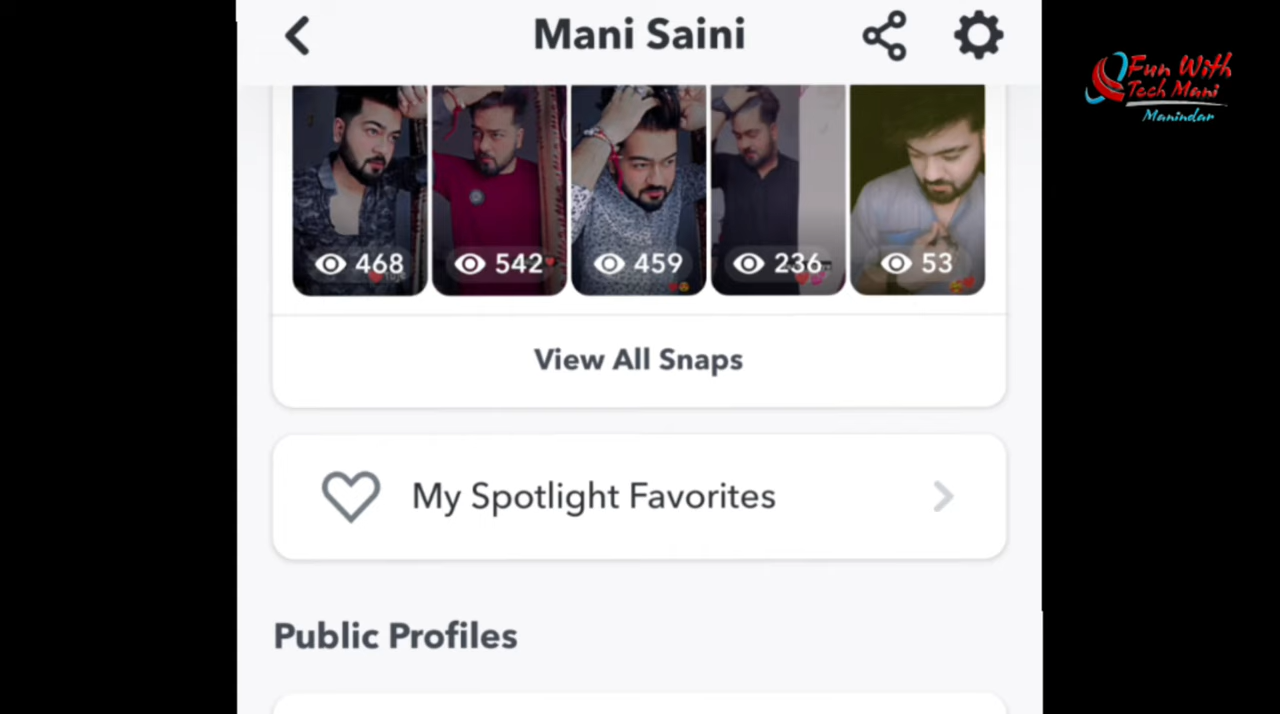 Mani Saini
Fun With
Tech Mani
Manindar
468
542
459
236
53
View All Snaps
My Spotlight Favorites
Public Profiles